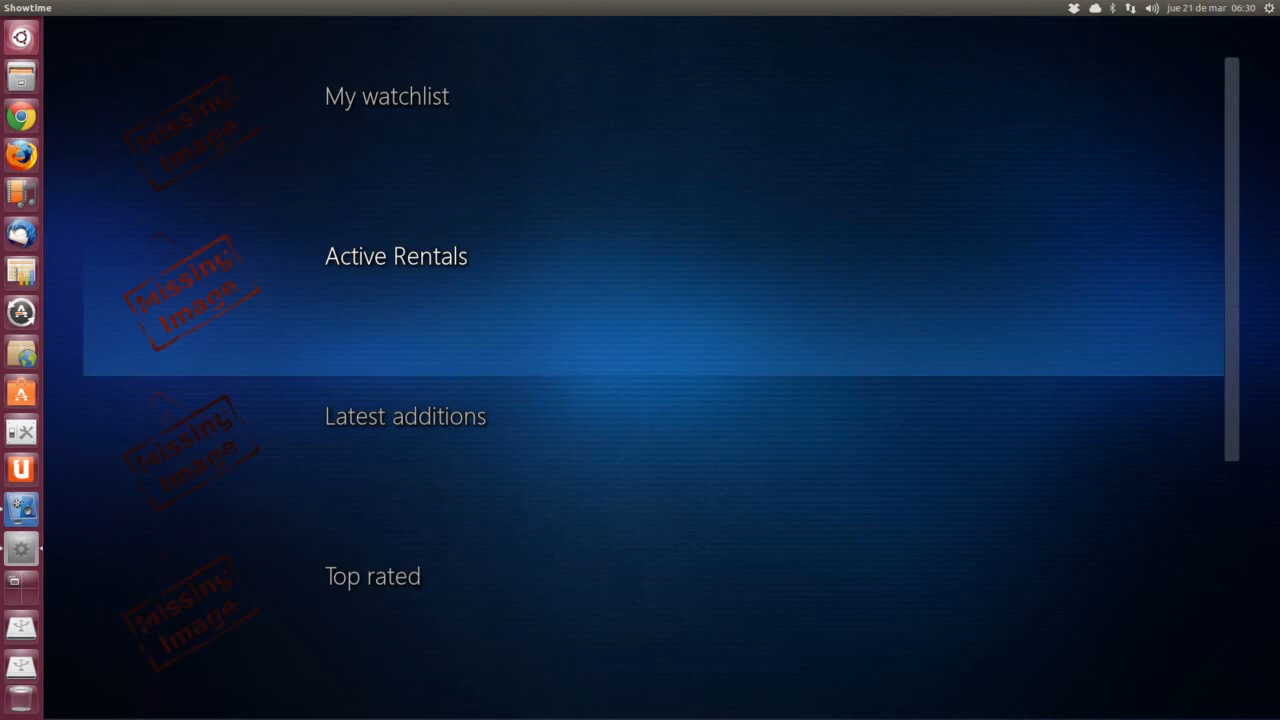 Showtime
jue 21 de mar 06:30
My watchlist
Missing
Image
Active Rentals
Missing
Image
Latest additions
Missing
Image
Top rated
Missing
Image